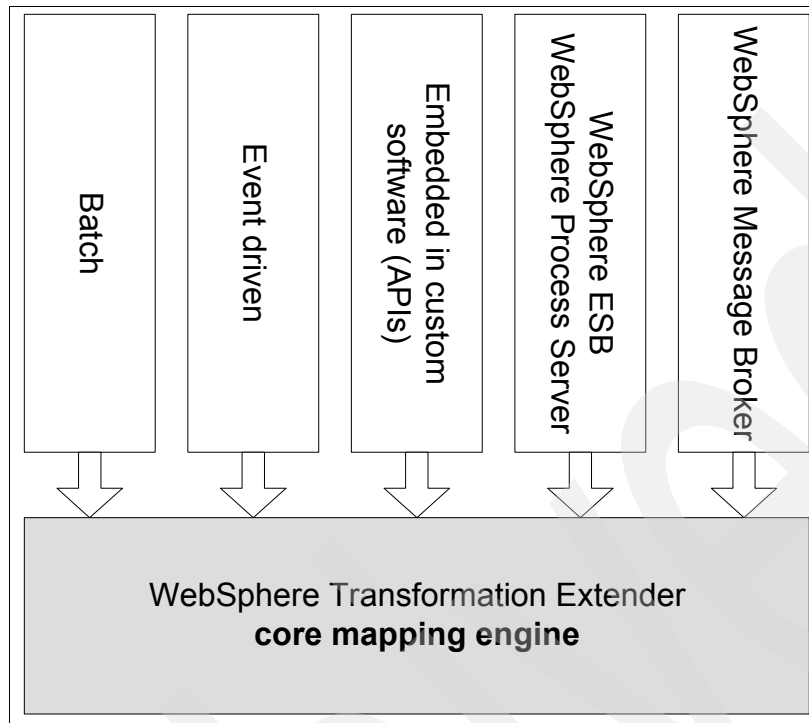 Batch
Event driven
Embedded in custom
software (APIs)
WebSphere ESB
WebSphere Process Server
WebSphere Message Broker
WebSphere Transformation Extender
core mapping engine